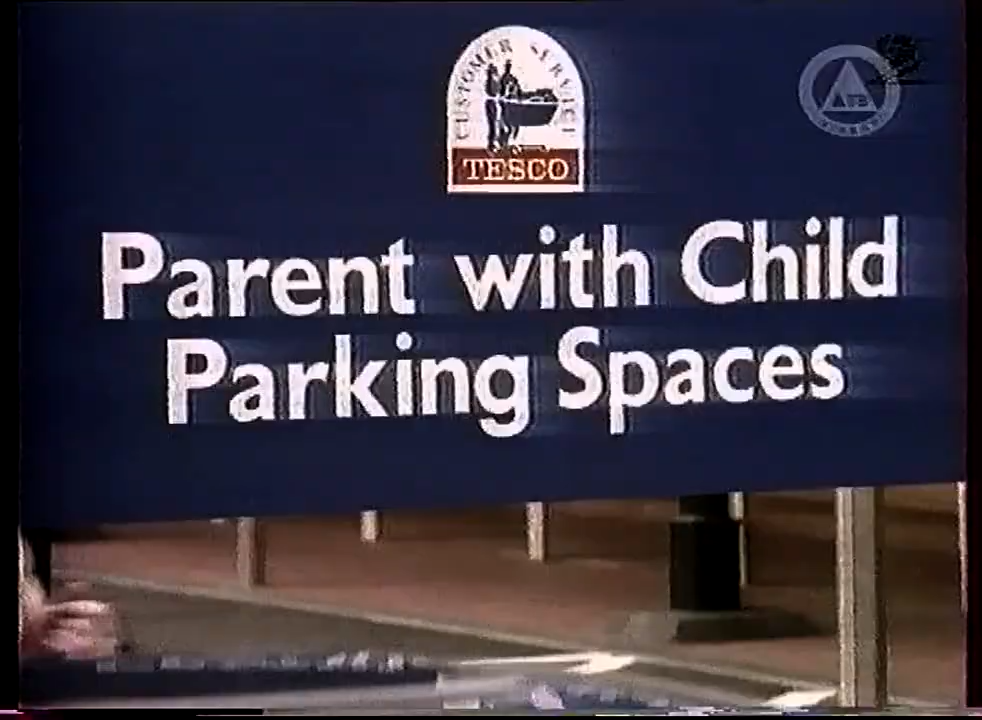 CUSTOMER SERVICE
TESCO
Parent with Child
Parking Spaces